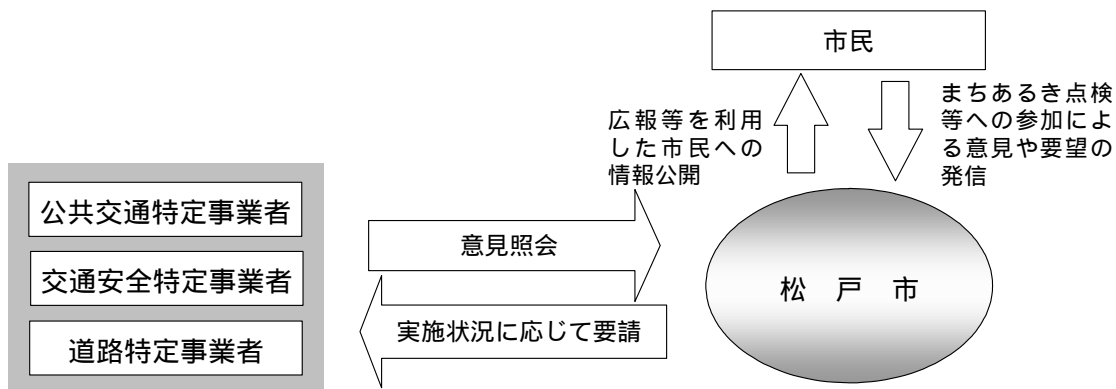 市民
広報等を利用
した市民への
情報公開
まちあるき点検
等への参加によ
る意見や要望の
発信
公共交通特定事業者
交通安全特定事業者
道路特定事業者
意見照会
実施状況に応じて要請
松 戸 市